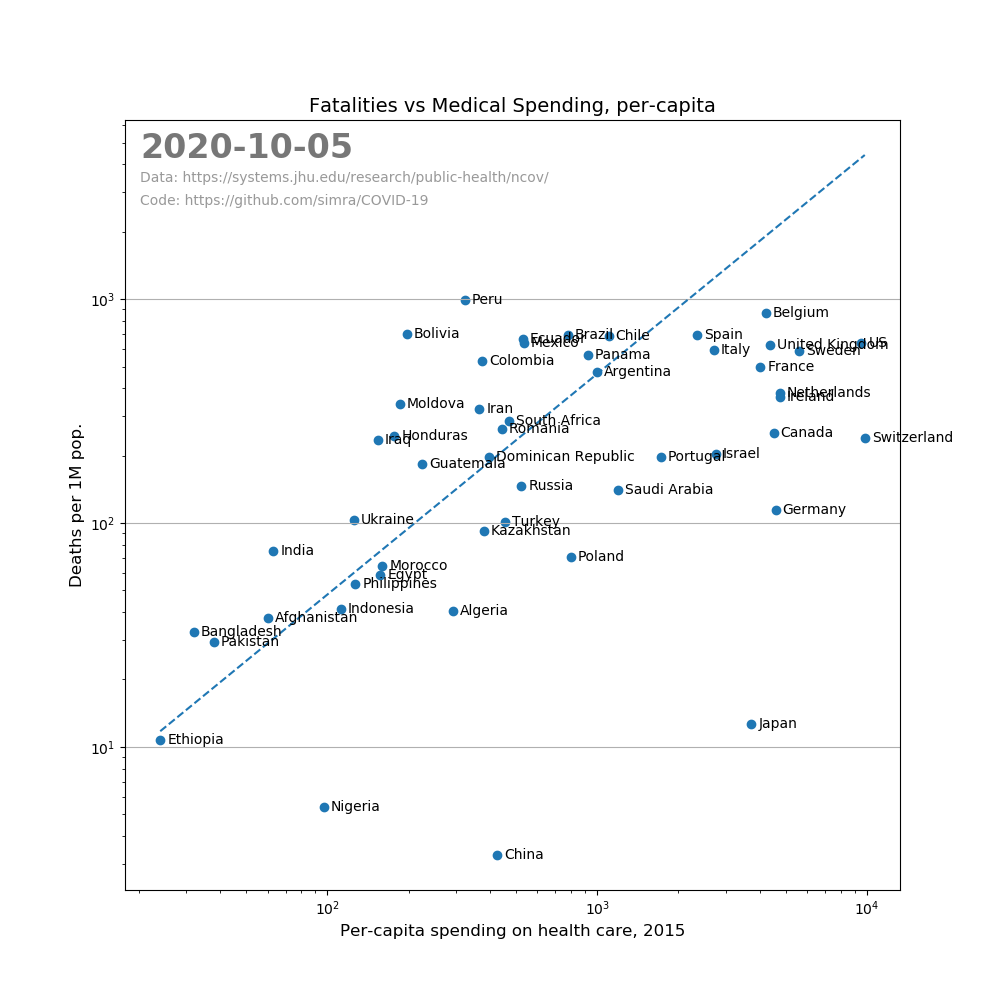 Fatalities vs Medical Spending, per-capita
2020-10-05
Data: https://systems.jhu.edu/research/public-health/ncov/
Code: https://github.com/simra/COVID-19
Deaths per 1M pop.
10³
10²
10¹
Peru
Belgium
Bolivia
Ecuador
Mexico
Brazil
Chile
Spain
Italy
United Kingdom
Sweden
US
Panama
Colombia
France
Argentina
Netherlands
Ireland
Moldova
Iran
South Africa
Romania
Honduras
Iraq
Canada
Switzerland
Guatemala
Dominican Republic
Portugal
Israel
Russia
Saudi Arabia
Germany
Ukraine
Turkey
Kazakhstan
India
Poland
Morocco
Egypt
Philippines
Indonesia
Algeria
Afghanistan
Bangladesh
Pakistan
Japan
Ethiopia
Nigeria
China
10² 10³ 10⁴
Per-capita spending on health care, 2015